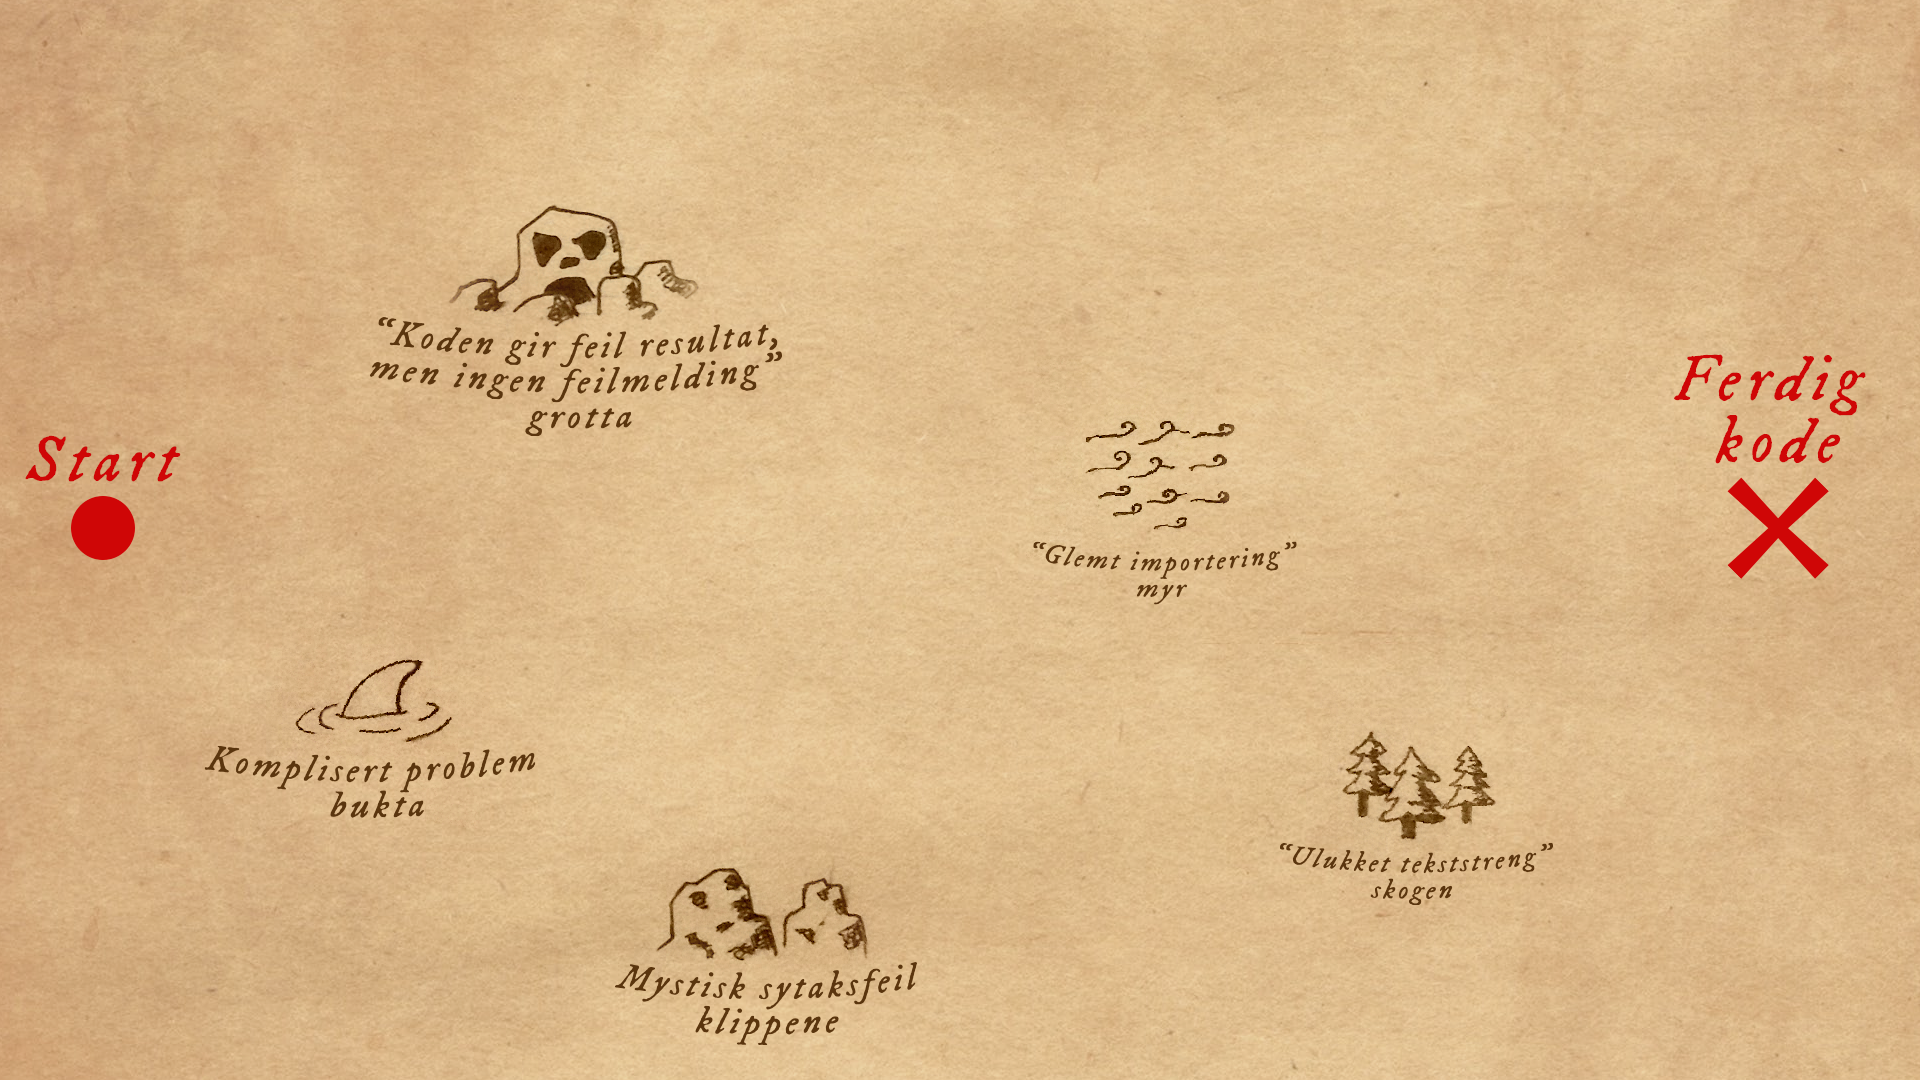 “Koden gir feil resultat,
men ingen feilmelding”
grotta
Start
Ferdig
kode
“Glemt importering”
myr
Komplisert problem
bukta
“Ulukket tekststreng”
skogen
Mystisk sytaksfeil
klippene